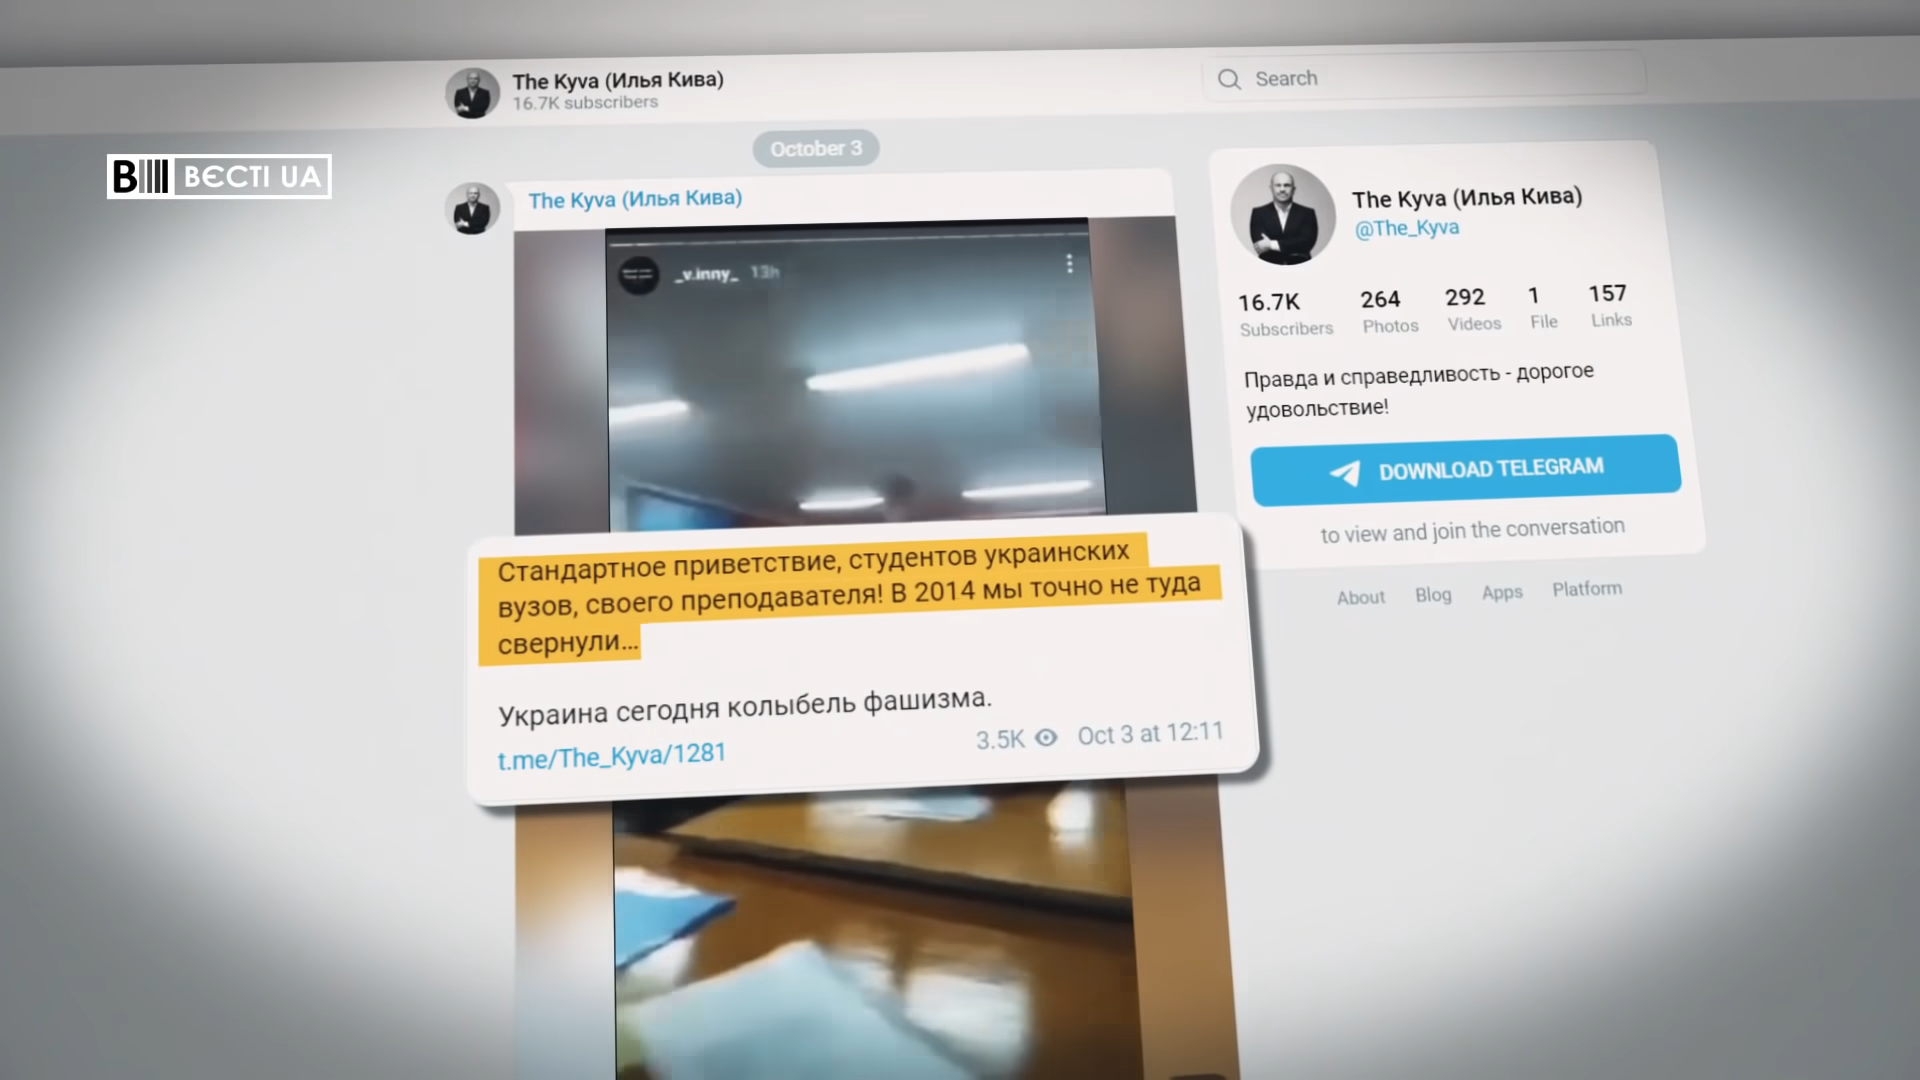 The Kyva (Илья Кива)
16.7K subscribers
Search
October 3
В ВЄСТІ UA
The Kyva (Илья Кива)
_v.inny_ 13h
The Kyva (Илья Кива)
@The_Kyva
16.7K 264 292 1 157
Subscribers Photos Videos File Links
Правда и справедливость - дорогое
удовольствие!
DOWNLOAD TELEGRAM
to view and join the conversation
About Blog Apps Platform
Стандартное приветствие, студентов украинских
вузов, своего преподавателя! В 2014 мы точно не туда
свернули...
Украина сегодня колыбель фашизма.
t.me/The_Kyva/1281
3.5K Oct 3 at 12:11